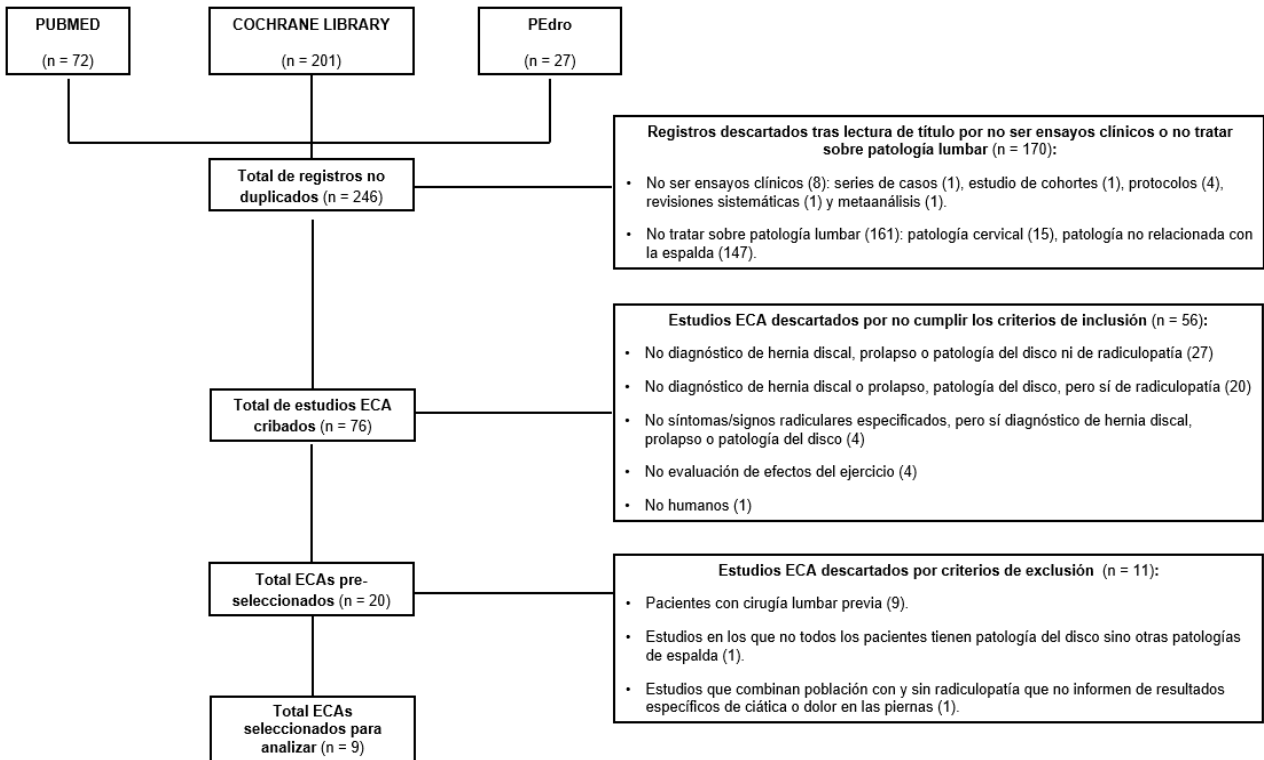 PUBMED
(n = 72)
COCHRANE LIBRARY
(n = 201)
PEdro
(n = 27)
Registros descartados tras lectura de título por no ser ensayos clínicos o no tratar
sobre patología lumbar (n = 170):
• No ser ensayos clínicos (8): series de casos (1), estudio de cohortes (1), protocolos (4),
revisiones sistemáticas (1) y metaanálisis (1).
• No tratar sobre patología lumbar (161): patología cervical (15), patología no relacionada con
la espalda (147).
Total de registros no
duplicados (n = 246)
Estudios ECA descartados por no cumplir los criterios de inclusión (n = 56):
• No diagnóstico de hernia discal, prolapso o patología del disco ni de radiculopatía (27)
• No diagnóstico de hernia discal o prolapso, patología del disco, pero sí de radiculopatía (20)
• No síntomas/signos radiculares especificados, pero sí diagnóstico de hernia discal,
prolapso o patología del disco (4)
• No evaluación de efectos del ejercicio (4)
• No humanos (1)
Total de estudios ECA
cribados (n = 76)
Estudios ECA descartados por criterios de exclusión (n = 11):
• Pacientes con cirugía lumbar previa (9).
• Estudios en los que no todos los pacientes tienen patología del disco sino otras patologías
de espalda (1).
• Estudios que combinan población con y sin radiculopatía que no informen de resultados
específicos de ciática o dolor en las piernas (1).
Total ECAs pre-
seleccionados (n = 20)
Total ECAs
seleccionados para
analizar (n = 9)